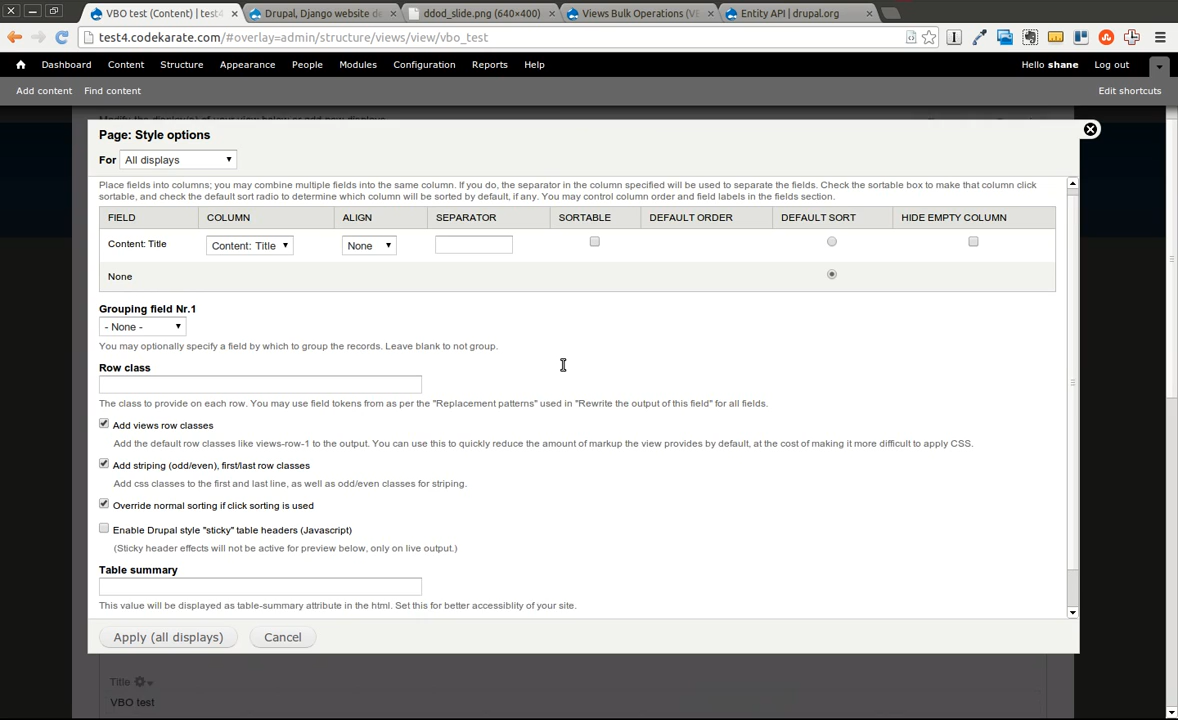 VBO test (Content) | test4
Drupal, Django website de
ddod_slide.png (640×400)
Views Bulk Operations (VB
Entity API | drupal.org
test4.codekarate.com/#overlay=admin/structure/views/view/vbo_test
Dashboard Content Structure Appearance People Modules Configuration Reports Help Hello shane Log out
Add content Find content Edit shortcuts
Page: Style options
For All displays
Place fields into columns; you may combine multiple fields into the same column. If you do, the separator in the column specified will be used to separate the fields. Check the sortable box to make that column click
sortable, and check the default sort radio to determine which column will be sorted by default, if any. You may control column order and field labels in the fields section.
FIELD COLUMN ALIGN SEPARATOR SORTABLE DEFAULT ORDER DEFAULT SORT HIDE EMPTY COLUMN
Content: Title Content: Title None
None
Grouping field Nr.1
- None -
You may optionally specify a field by which to group the records. Leave blank to not group.
Row class
The class to provide on each row. You may use field tokens from as per the "Replacement patterns" used in "Rewrite the output of this field" for all fields.
Add views row classes
Add the default row classes like views-row-1 to the output. You can use this to quickly reduce the amount of markup the view provides by default, at the cost of making it more difficult to apply CSS.
Add striping (odd/even), first/last row classes
Add css classes to the first and last line, as well as odd/even classes for striping.
Override normal sorting if click sorting is used
Enable Drupal style "sticky" table headers (Javascript)
(Sticky header effects will not be active for preview below, only on live output.)
Table summary
This value will be displayed as table-summary attribute in the html. Set this for better accessiblity of your site.
Apply (all displays) Cancel
Title
VBO test